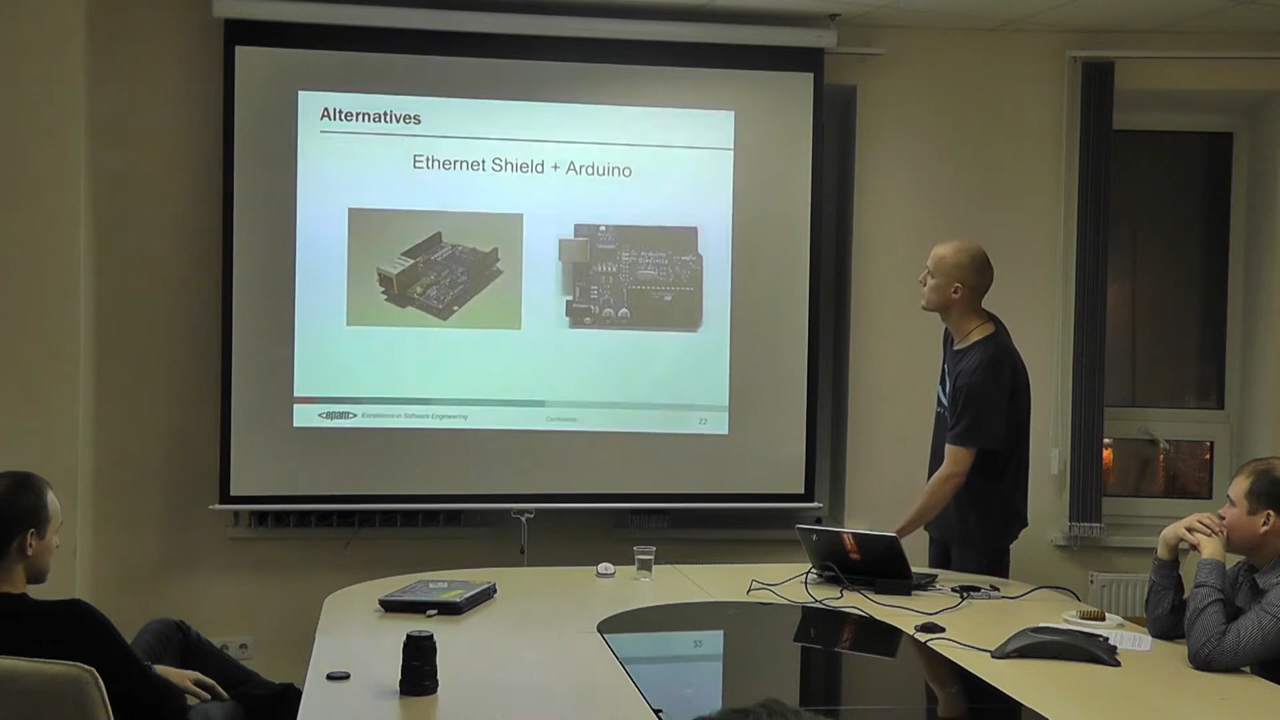 Alternatives
Ethernet Shield + Arduino
<epam> Excellence in Software Engineering
22